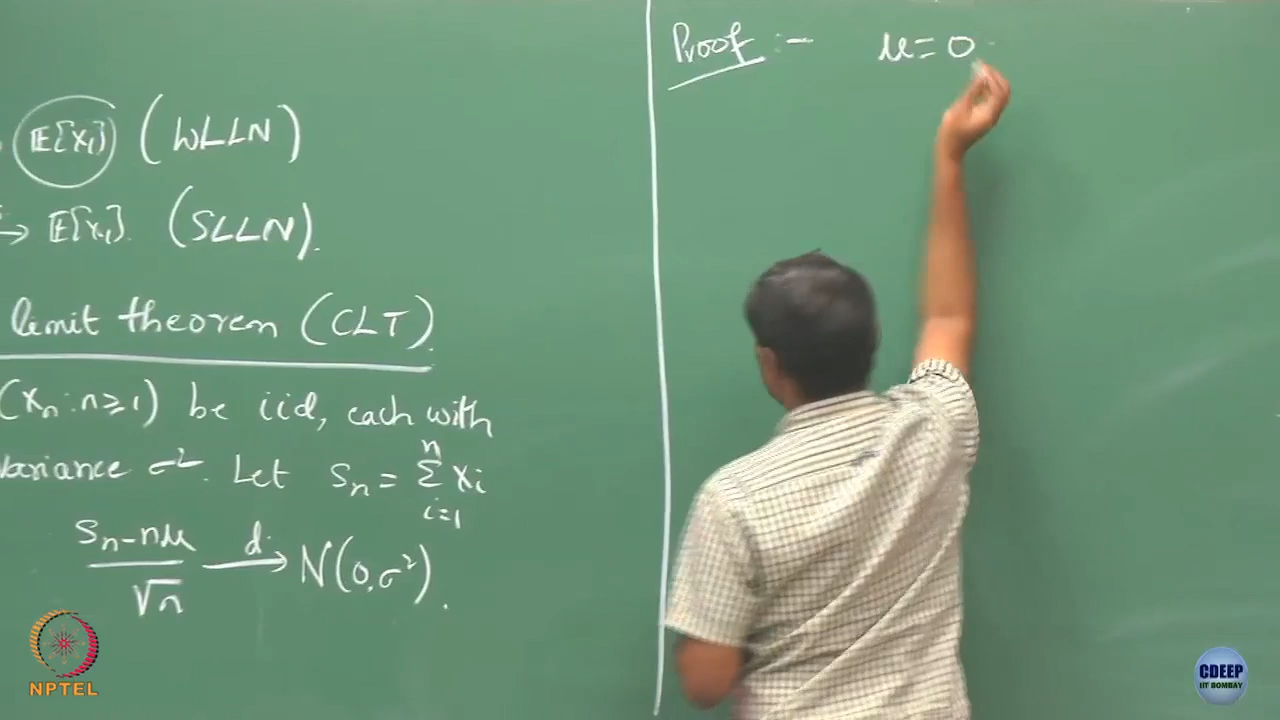 E[X₁] (WLLN)
→ E[X₁]. (SLLN).
limit theorem (CLT).
(Xₙ : n ≥ 1) be iid, each with
variance σ². Let Sₙ = Σⁿᵢ₌₁ Xᵢ
(Sₙ - nμ)/√n →ᵈ N(0, σ²).
Proof :- μ = 0
NPTEL
CDEEP
IIT BOMBAY